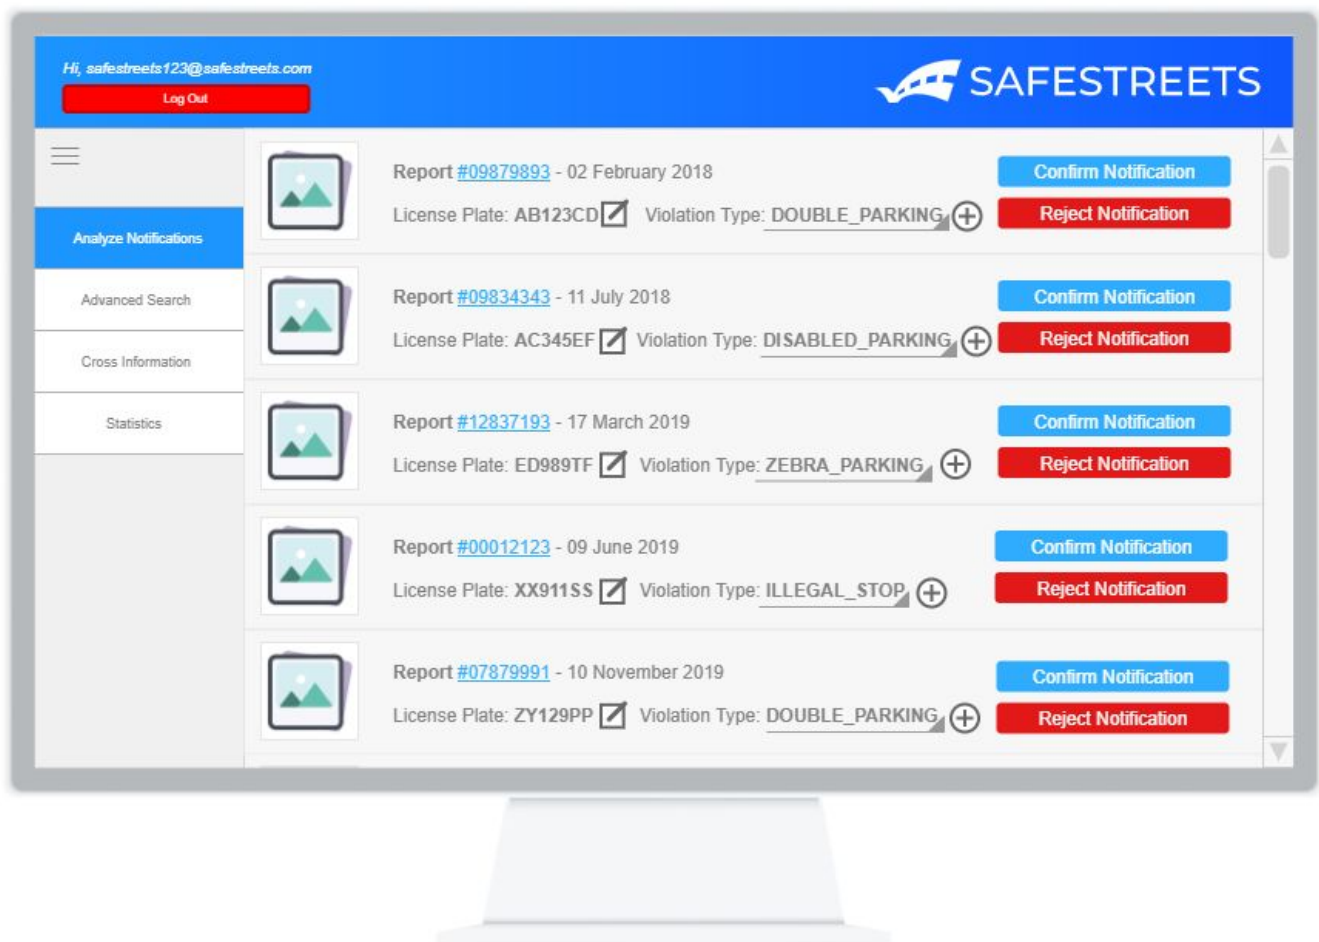 Hi, safestreets123@safestreets.com
Log Out
SAFESTREETS
Analyze Notifications
Advanced Search
Cross Information
Statistics
Report #09879893 - 02 February 2018
License Plate: AB123CD Violation Type: DOUBLE_PARKING
Confirm Notification
Reject Notification
Report #09834343 - 11 July 2018
License Plate: AC345EF Violation Type: DISABLED_PARKING
Confirm Notification
Reject Notification
Report #12837193 - 17 March 2019
License Plate: ED989TF Violation Type: ZEBRA_PARKING
Confirm Notification
Reject Notification
Report #00012123 - 09 June 2019
License Plate: XX911SS Violation Type: ILLEGAL_STOP
Confirm Notification
Reject Notification
Report #07879991 - 10 November 2019
License Plate: ZY129PP Violation Type: DOUBLE_PARKING
Confirm Notification
Reject Notification